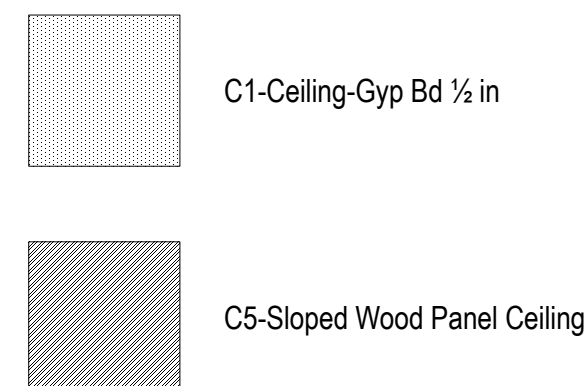 C1-Ceiling-Gyp Bd ½ in
C5-Sloped Wood Panel Ceiling